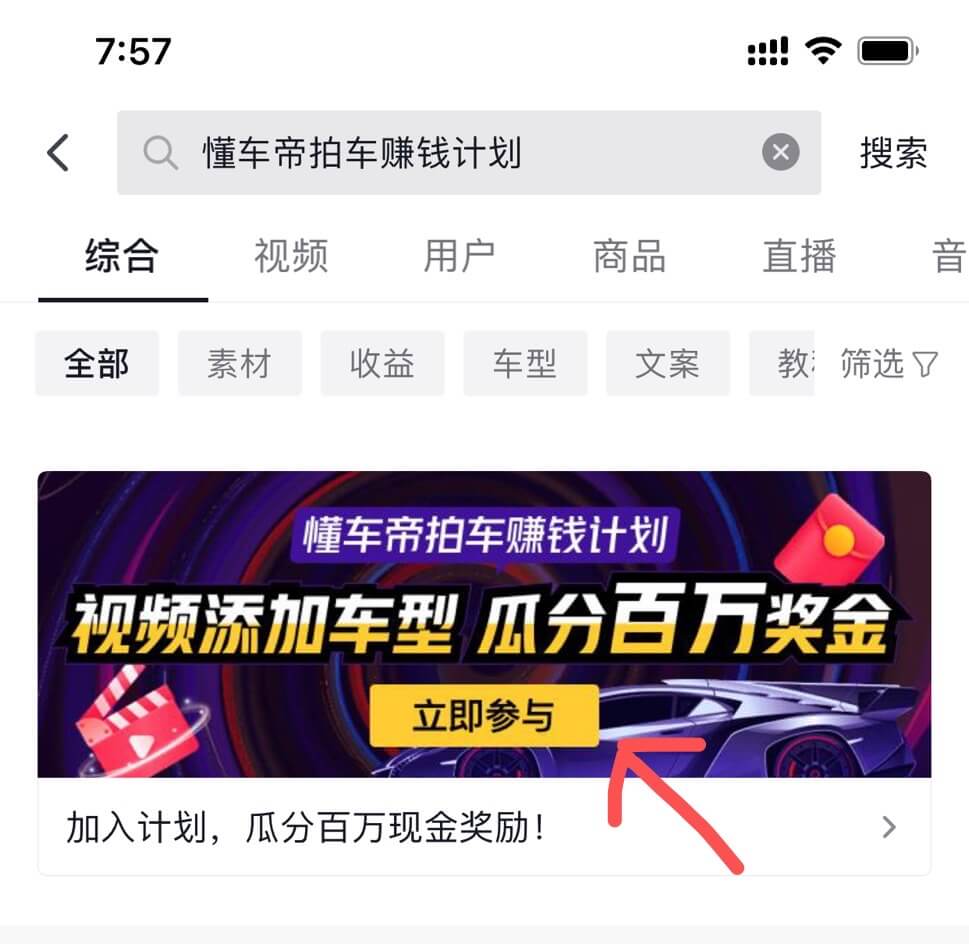 7:57
懂车帝拍车赚钱计划 搜索
综合 视频 用户 商品 直播 音
全部 素材 收益 车型 文案 教 筛选
懂车帝拍车赚钱计划
视频添加车型 瓜分百万奖金
立即参与
加入计划，瓜分百万现金奖励！